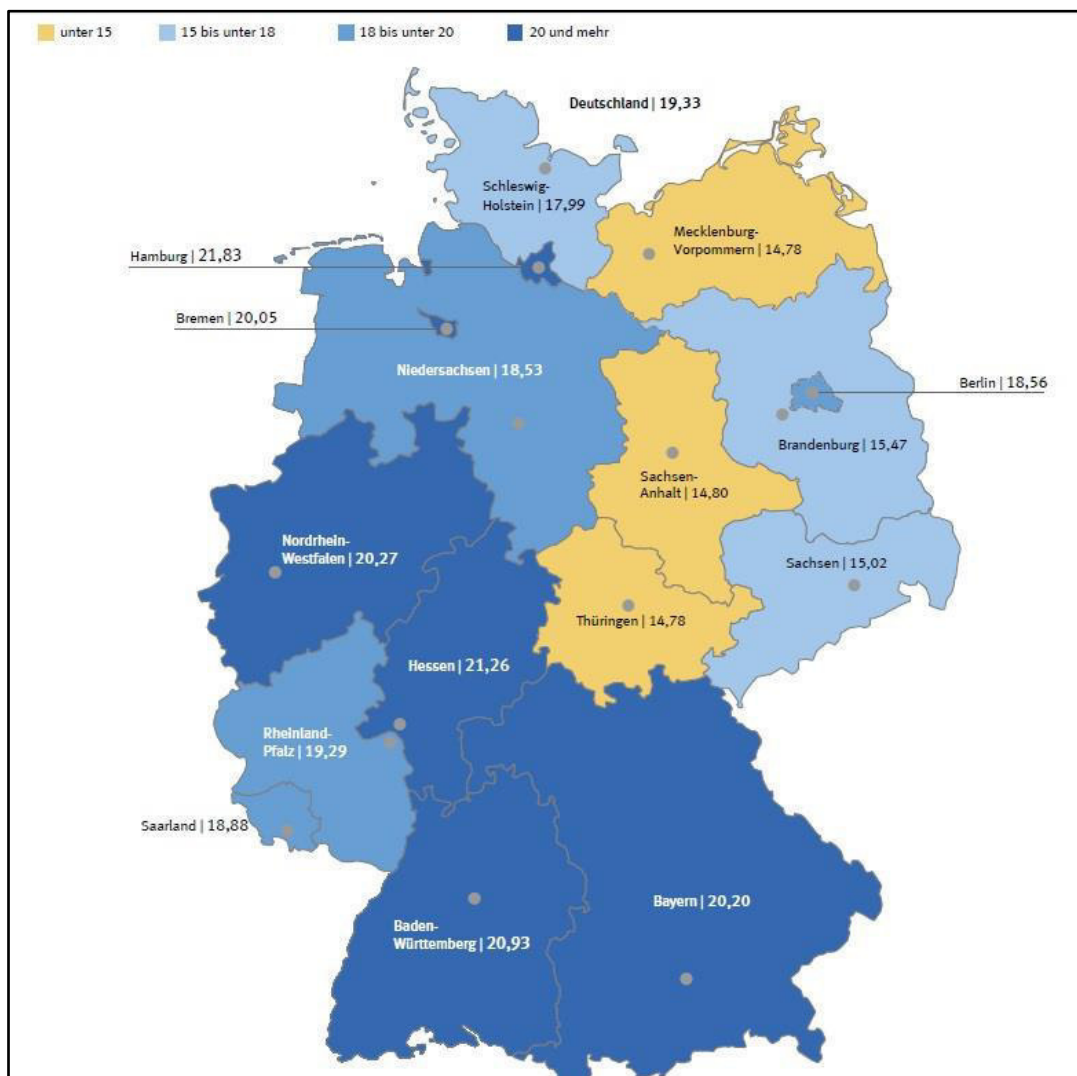 unter 15
15 bis unter 18
18 bis unter 20
20 und mehr
Deutschland | 19,33
Schleswig-
Holstein | 17,99
Mecklenburg-
Vorpommern | 14,78
Hamburg | 21,83
Bremen | 20,05
Niedersachsen | 18,53
Berlin | 18,56
Brandenburg | 15,47
Sachsen-
Anhalt | 14,80
Nordrhein-
Westfalen | 20,27
Sachsen | 15,02
Thüringen | 14,78
Hessen | 21,26
Rheinland-
Pfalz | 19,29
Saarland | 18,88
Bayern | 20,20
Baden-
Württemberg | 20,93